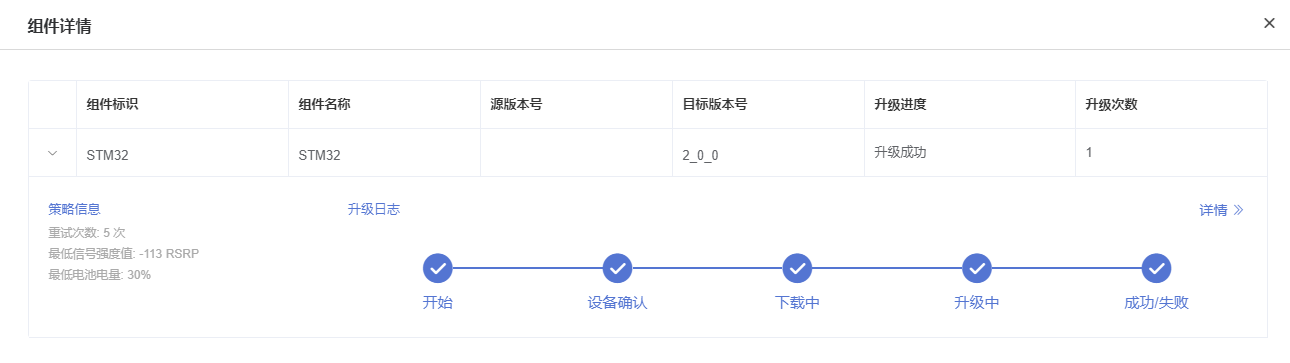 组件详情
组件标识 组件名称 源版本号 目标版本号 升级进度 升级次数
STM32 STM32 2_0_0 升级成功 1
策略信息 升级日志 详情
重试次数: 5 次
最低信号强度值: -113 RSRP
最低电池电量: 30%
开始 设备确认 下载中 升级中 成功/失败